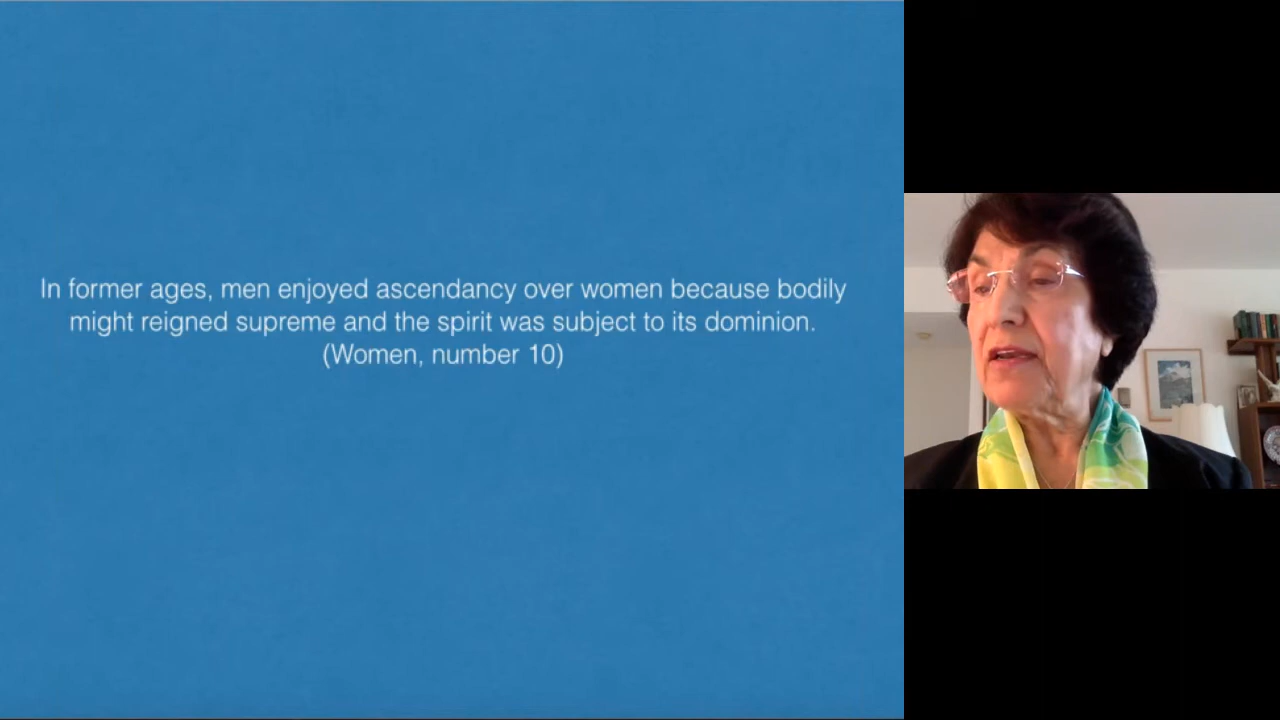 In former ages, men enjoyed ascendancy over women because bodily
might reigned supreme and the spirit was subject to its dominion.
(Women, number 10)